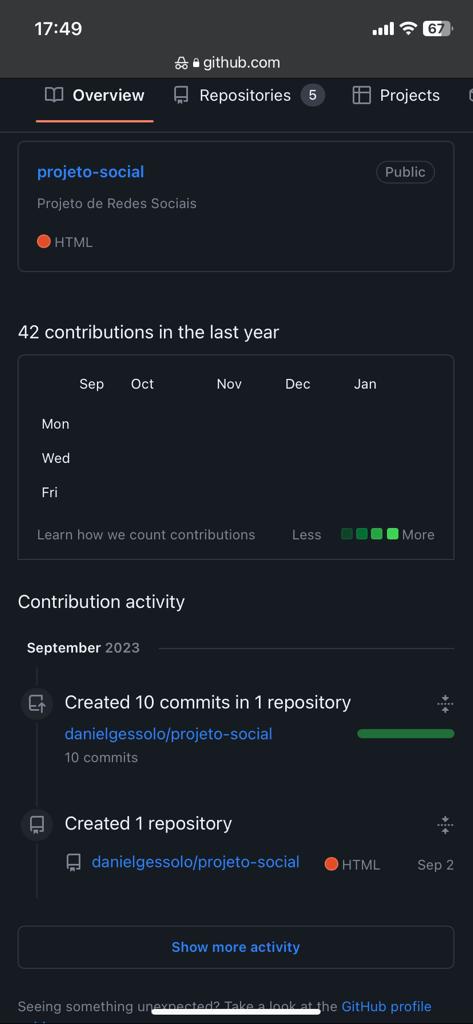 17:49
67
github.com
Overview Repositories 5 Projects
projeto-social Public
Projeto de Redes Sociais
HTML
42 contributions in the last year
Sep Oct Nov Dec Jan
Mon
Wed
Fri
Learn how we count contributions Less More
Contribution activity
September 2023
Created 10 commits in 1 repository
danielgessolo/projeto-social
10 commits
Created 1 repository
danielgessolo/projeto-social HTML Sep 2
Show more activity
Seeing something unexpected? Take a look at the GitHub profile